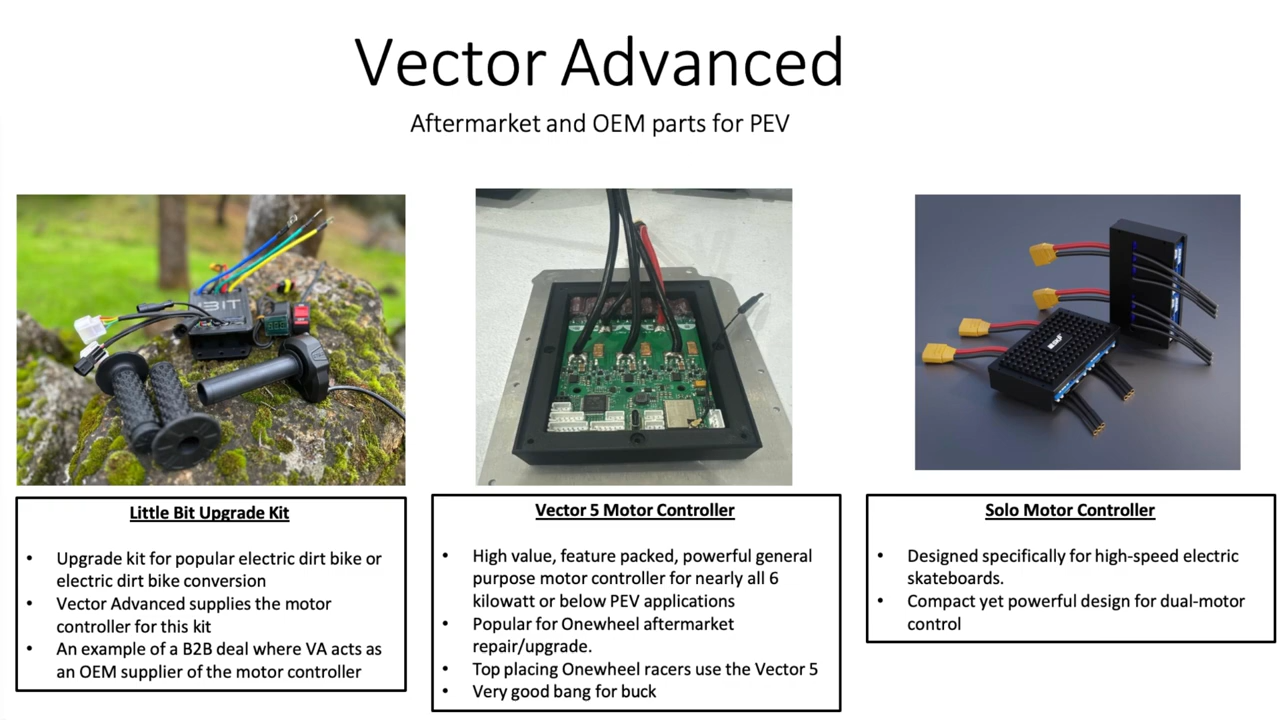 Vector Advanced
Aftermarket and OEM parts for PEV
BIT
Little Bit Upgrade Kit
• Upgrade kit for popular electric dirt bike or
electric dirt bike conversion
• Vector Advanced supplies the motor
controller for this kit
• An example of a B2B deal where VA acts as
an OEM supplier of the motor controller
Vector 5 Motor Controller
• High value, feature packed, powerful general
purpose motor controller for nearly all 6
kilowatt or below PEV applications
• Popular for Onewheel aftermarket
repair/upgrade.
• Top placing Onewheel racers use the Vector 5
• Very good bang for buck
Solo Motor Controller
• Designed specifically for high-speed electric
skateboards.
• Compact yet powerful design for dual-motor
control